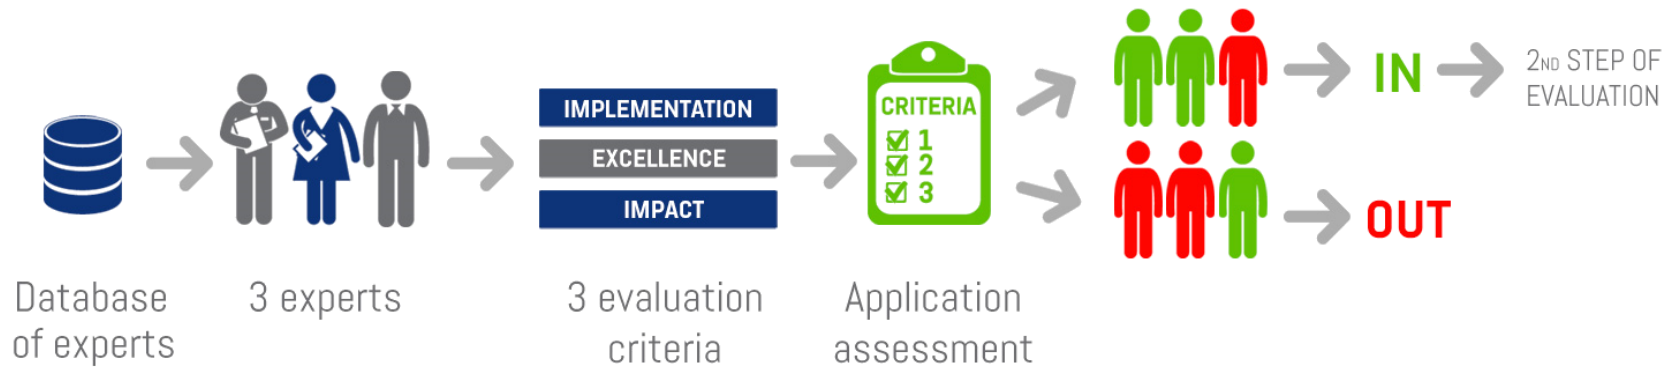 Database
of experts
3 experts
IMPLEMENTATION
EXCELLENCE
IMPACT
3 evaluation
criteria
CRITERIA
1
2
3
Application
assessment
IN
2ND STEP OF
EVALUATION
OUT